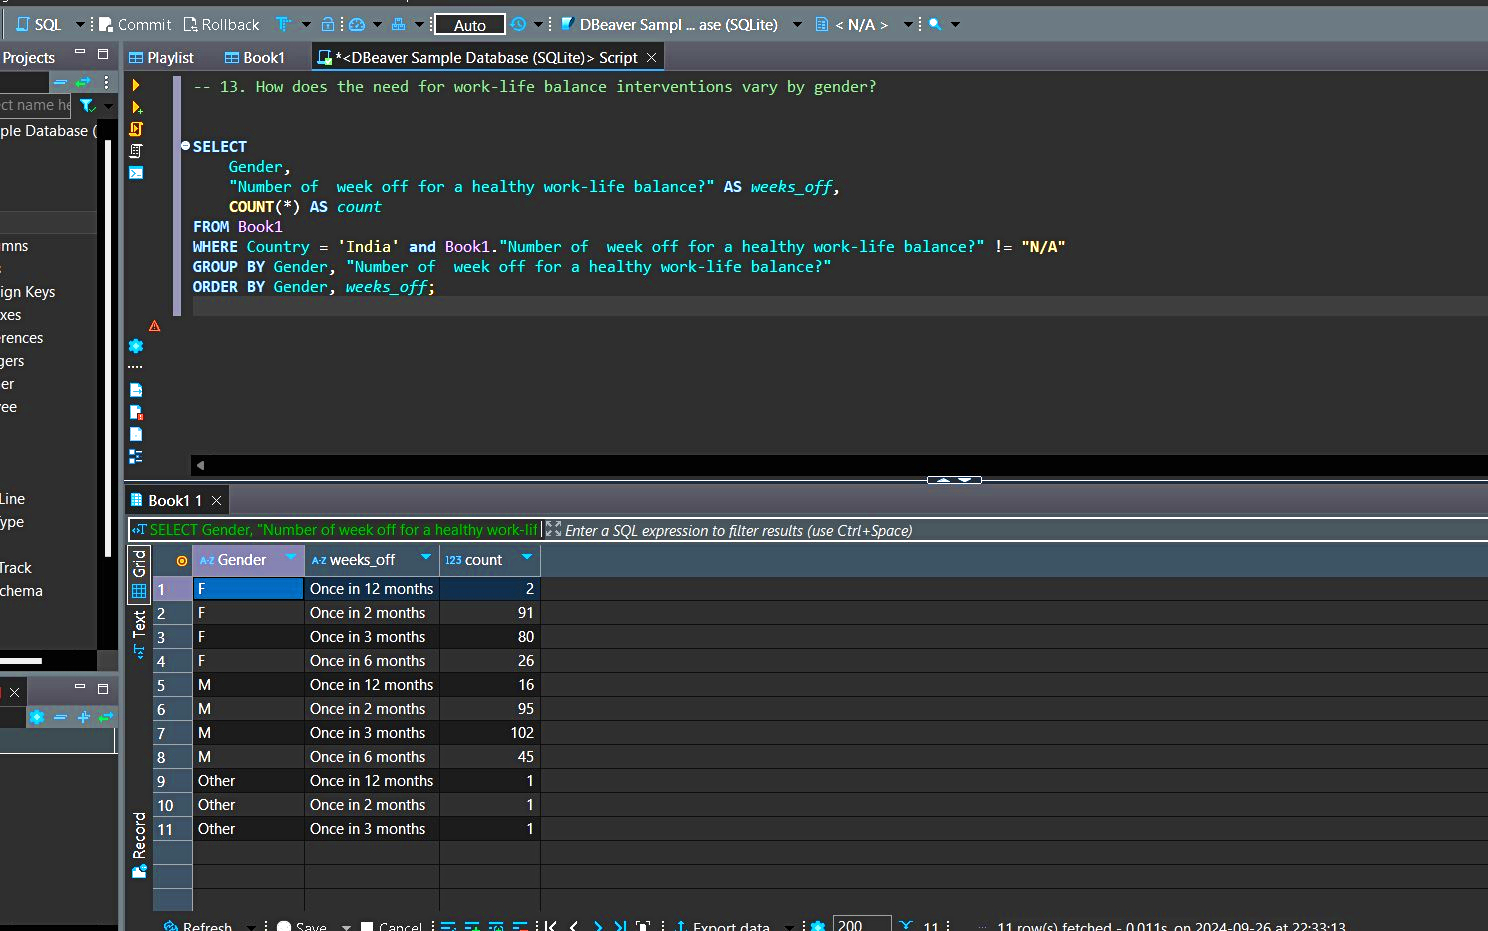 SQL Commit Rollback Auto DBeaver Sampl ... ase (SQLite) < N/A >
Projects Playlist Book1 *<DBeaver Sample Database (SQLite)> Script
-- 13. How does the need for work-life balance interventions vary by gender?
ect name he
ple Database (
SELECT
Gender,
"Number of  week off for a healthy work-life balance?" AS weeks_off,
COUNT(*) AS count
FROM Book1
WHERE Country = 'India' and Book1."Number of  week off for a healthy work-life balance?" != "N/A"
GROUP BY Gender, "Number of  week off for a healthy work-life balance?"
ORDER BY Gender, weeks_off;
mns
ign Keys
xes
rences
gers
er
ee
Line
ype
Track
chema
Book1 1
SELECT Gender, "Number of week off for a healthy work-lif Enter a SQL expression to filter results (use Ctrl+Space)
Grid
Text
Record
A-Z Gender A-Z weeks_off 123 count
1 F Once in 12 months 2
2 F Once in 2 months 91
3 F Once in 3 months 80
4 F Once in 6 months 26
5 M Once in 12 months 16
6 M Once in 2 months 95
7 M Once in 3 months 102
8 M Once in 6 months 45
9 Other Once in 12 months 1
10 Other Once in 2 months 1
11 Other Once in 3 months 1
Refresh Save Cancel Export data 200 11 ... 11 row(s) fetched - 0.011s, on 2024-09-26 at 22:33:13